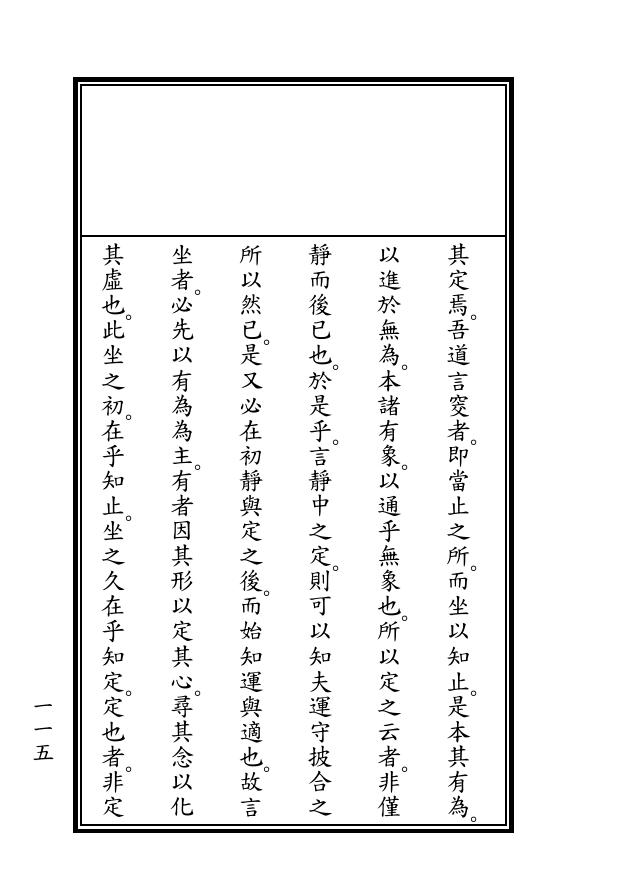 其定焉。吾道言窔者。即當止之所。而坐以知止。是本其有為。
以進於無為。本諸有象。以通乎無象也。所以定之云者。非僅
靜而後已也。於是乎。言靜中之定。則可以知夫運守披合之
所以然已。是又必在初靜與定之後。而始知運與適也。故言
坐者。必先以有為為主。有者因其形以定其心。尋其念以化
其虛也。此坐之初。在乎知止。坐之久在乎知定。定也者。非定
一一五